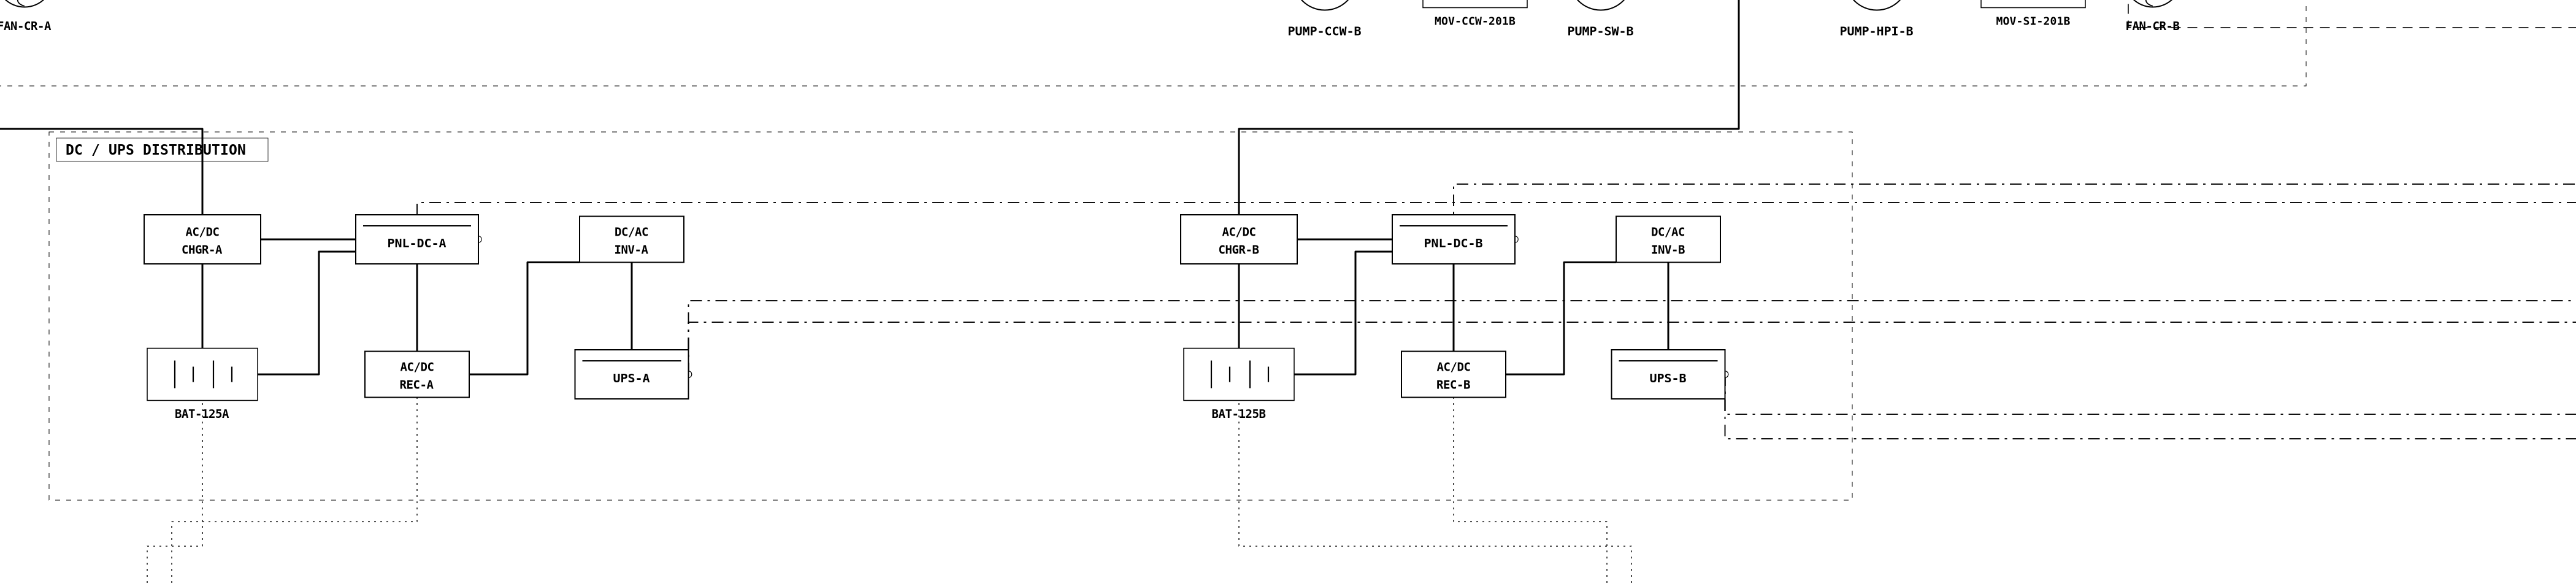 FAN-CR-A
PUMP-CCW-B
MOV-CCW-201B
PUMP-SW-B
PUMP-HPI-B
MOV-SI-201B
FAN-CR-B
DC / UPS DISTRIBUTION
AC/DC
CHGR-A
PNL-DC-A
DC/AC
INV-A
AC/DC
CHGR-B
PNL-DC-B
DC/AC
INV-B
BAT-125A
AC/DC
REC-A
UPS-A
BAT-125B
AC/DC
REC-B
UPS-B